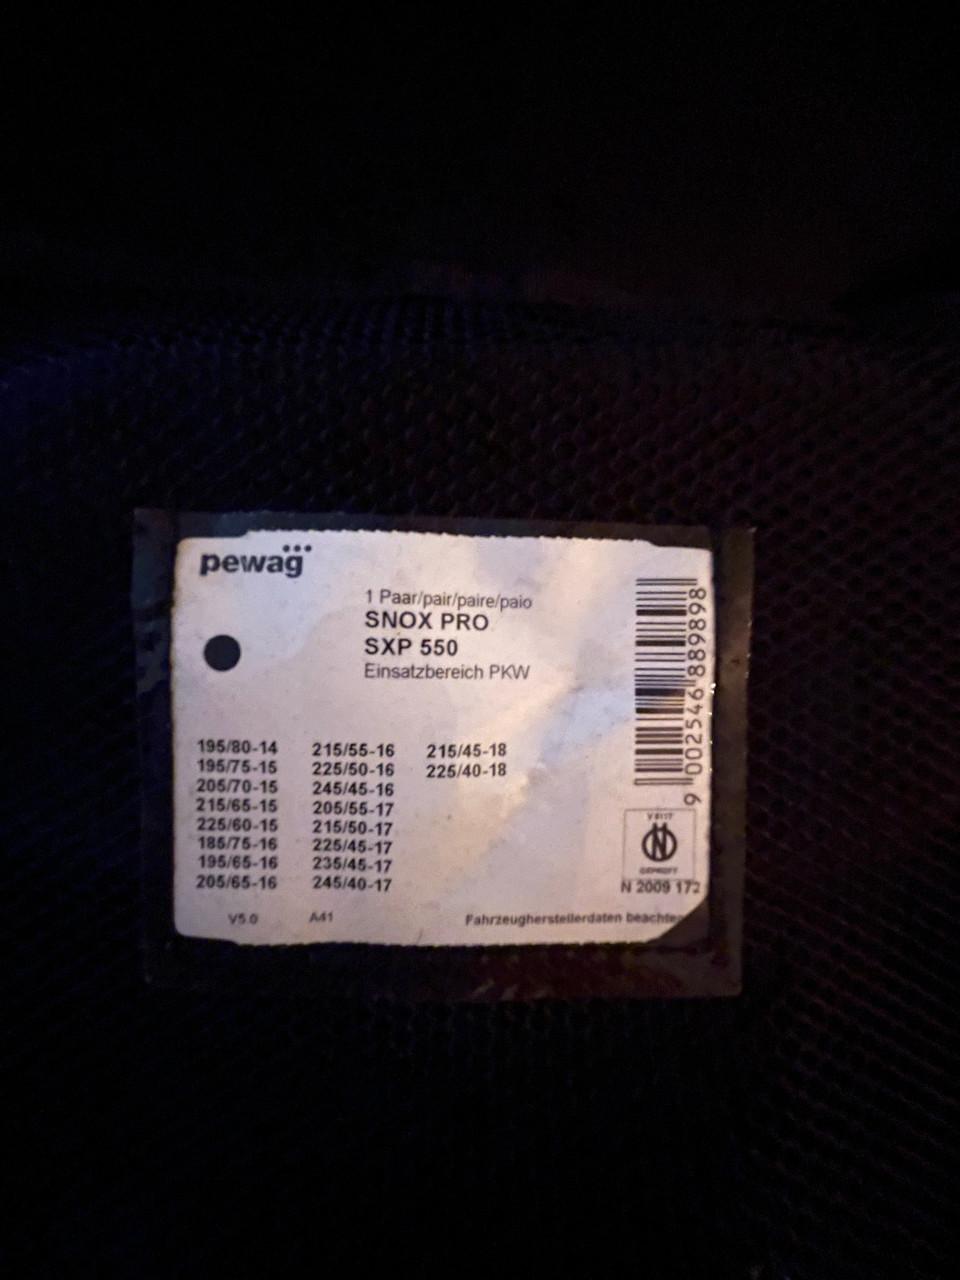 pewag
1 Paar/pair/paire/paio
SNOX PRO
SXP 550
Einsatzbereich PKW
195/80-14
195/75-15
205/70-15
215/65-15
225/60-15
185/75-16
195/65-16
205/65-16
215/55-16
225/50-16
245/45-16
205/55-17
215/50-17
225/45-17
235/45-17
245/40-17
215/45-18
225/40-18
V5.0
A41
Fahrzeugherstellerdaten beachten
9 002546 889898
V 5117
GEPRÜFT
N 2009 172